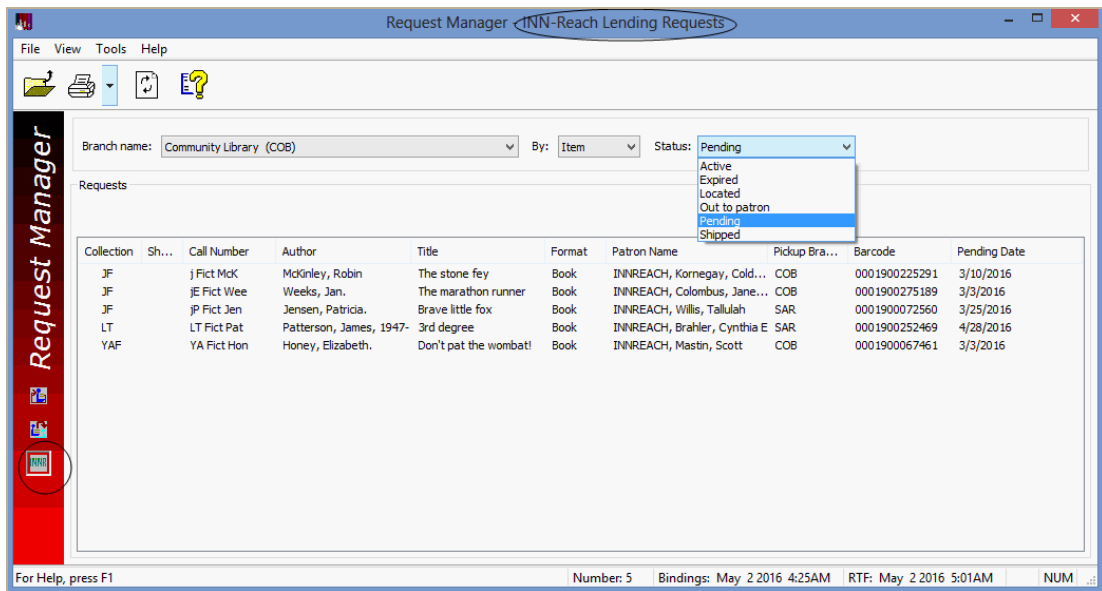 Request Manager - INN-Reach Lending Requests
File View Tools Help
Request Manager
Branch name: Community Library (COB) By: Item Status: Pending
Active
Expired
Located
Out to patron
Pending
Shipped
Requests
Collection Sh... Call Number Author Title Format Patron Name Pickup Bra... Barcode Pending Date
JF j Fict McK McKinley, Robin The stone fey Book INNREACH, Kornegay, Cold... COB 0001900225291 3/10/2016
JF jE Fict Wee Weeks, Jan. The marathon runner Book INNREACH, Colombus, Jane... COB 0001900275189 3/3/2016
JF jP Fict Jen Jensen, Patricia. Brave little fox Book INNREACH, Willis, Tallulah SAR 0001900072560 3/25/2016
LT LT Fict Pat Patterson, James, 1947- 3rd degree Book INNREACH, Brahler, Cynthia E SAR 0001900252469 4/28/2016
YAF YA Fict Hon Honey, Elizabeth. Don't pat the wombat! Book INNREACH, Mastin, Scott COB 0001900067461 3/3/2016
INNR
For Help, press F1 Number: 5 Bindings: May 2 2016 4:25AM RTF: May 2 2016 5:01AM NUM